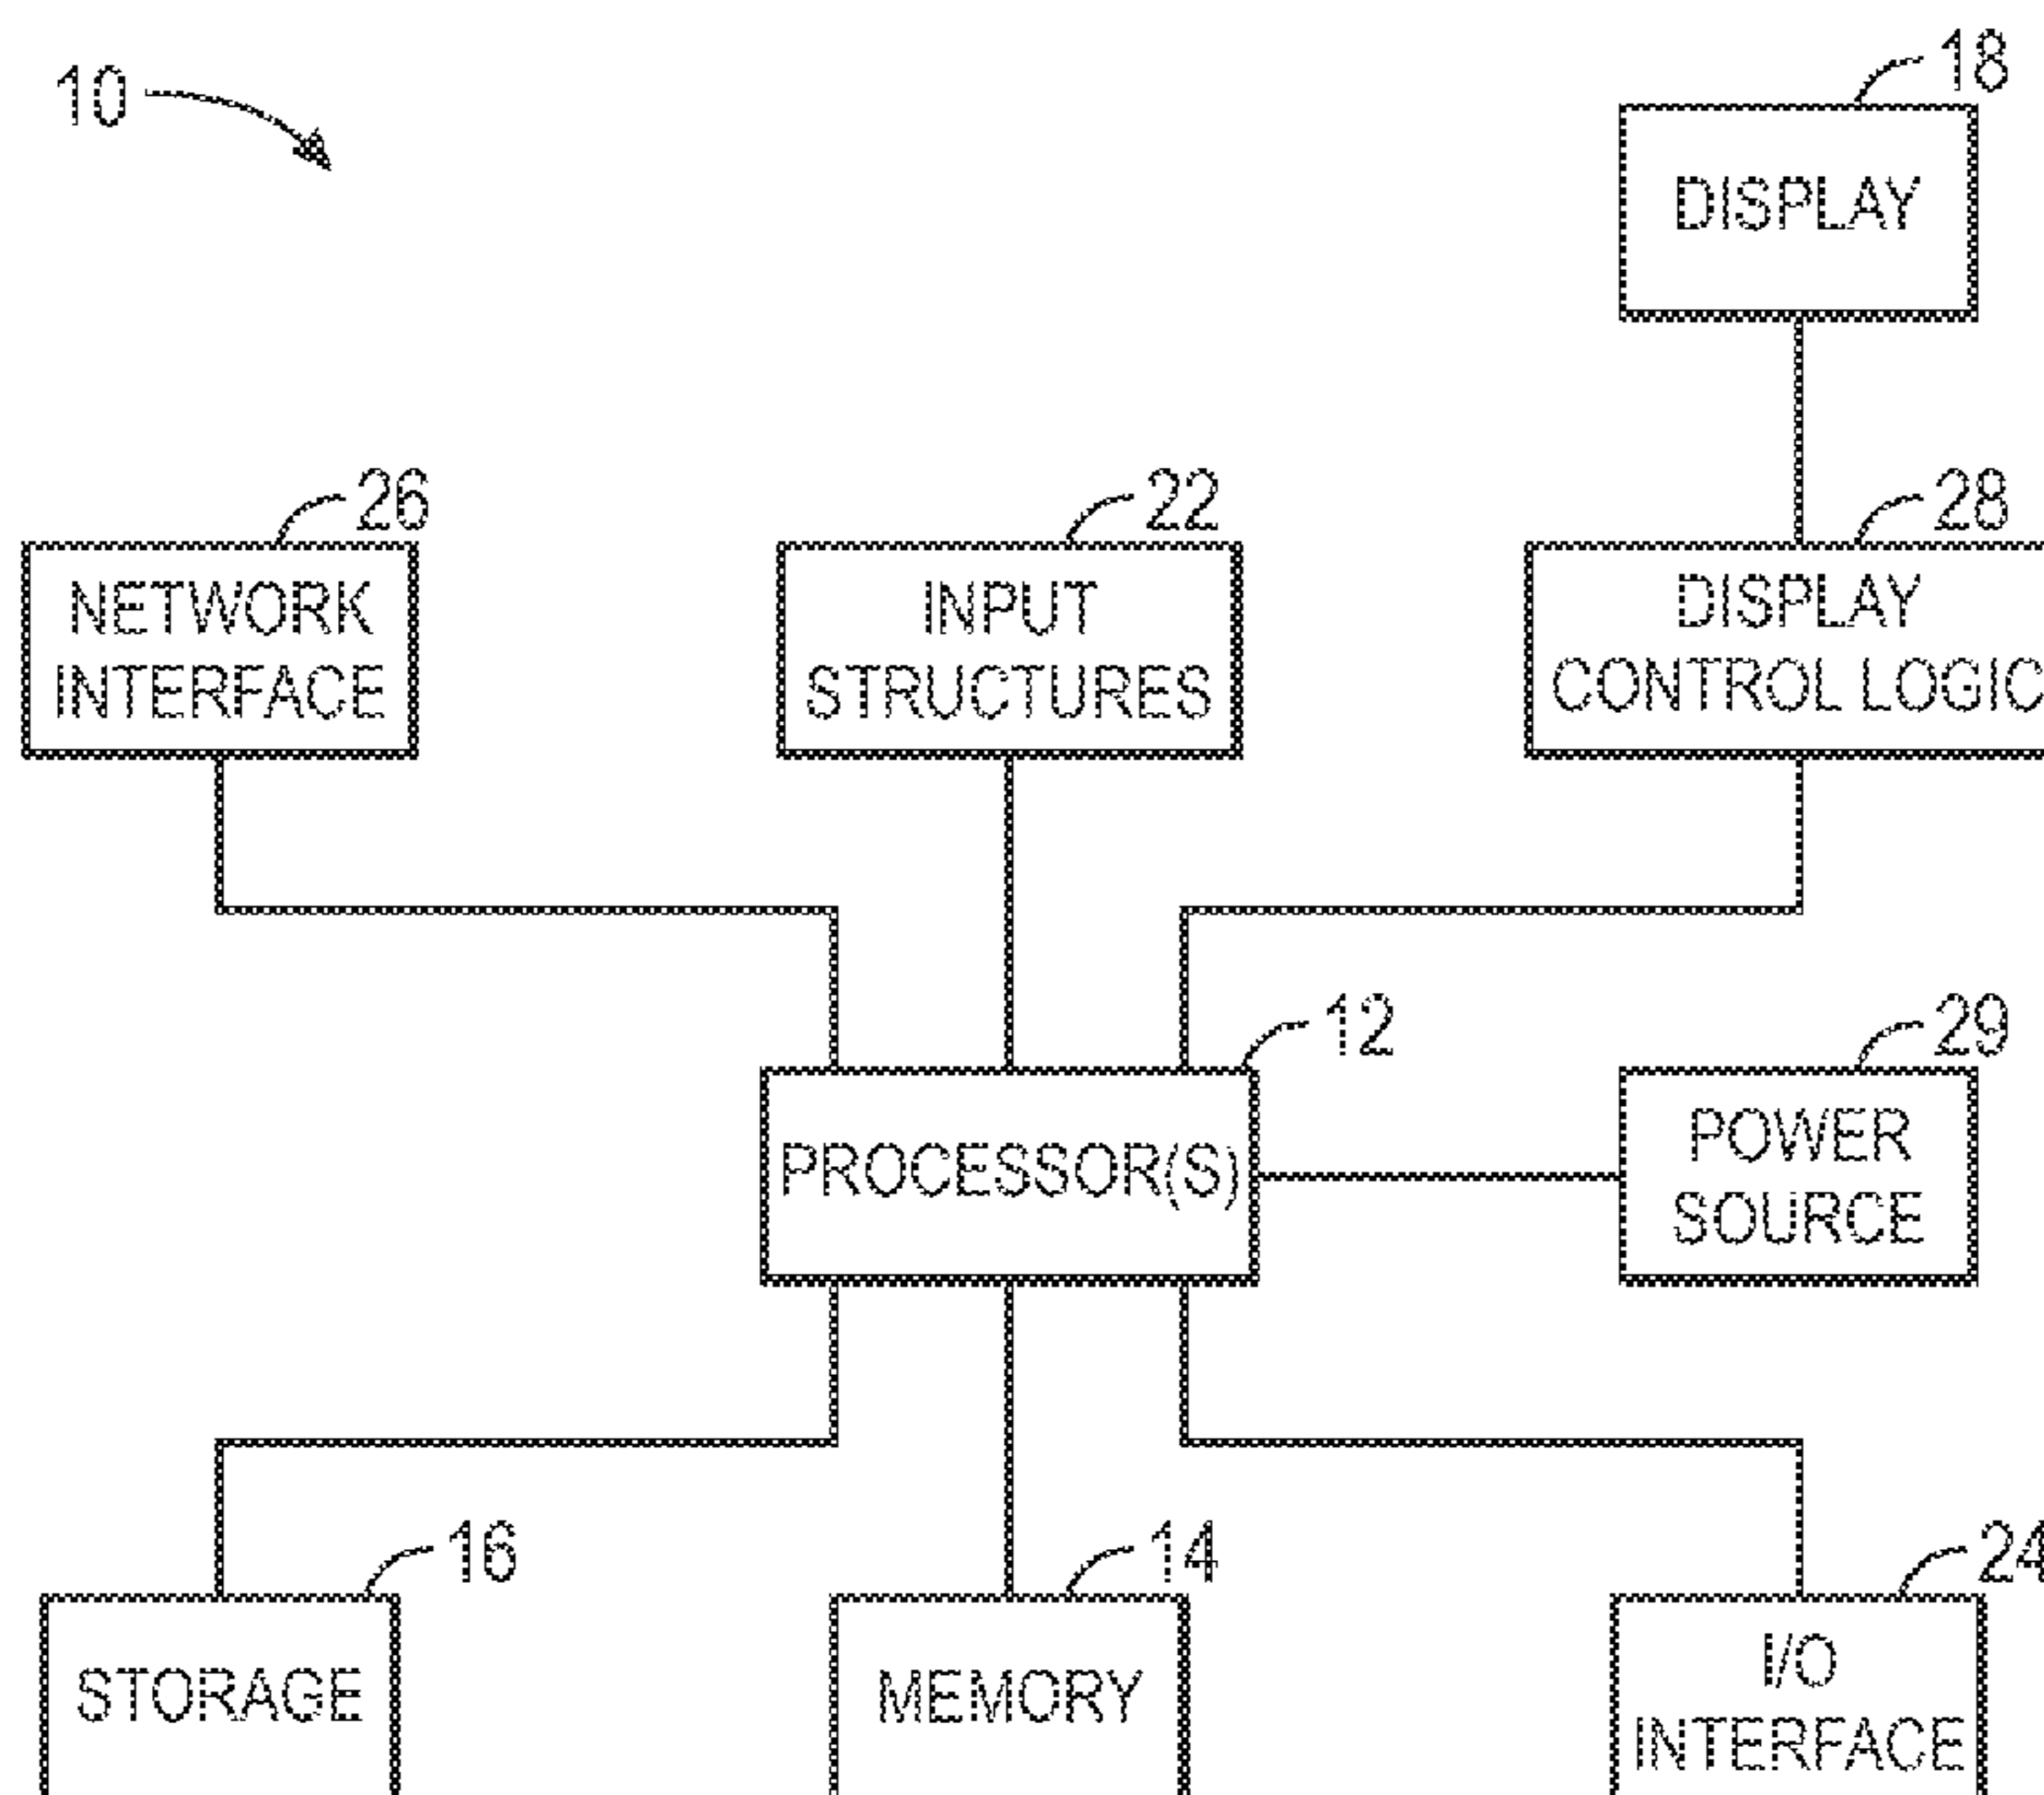 10
18
DISPLAY
26
22
28
NETWORK
INTERFACE
INPUT
STRUCTURES
DISPLAY
CONTROL LOGIC
12
29
PROCESSOR(S)
POWER
SOURCE
16
14
24
STORAGE
MEMORY
I/O
INTERFACE